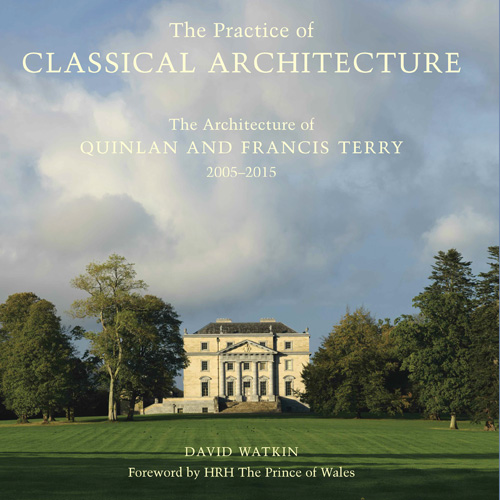 The Practice of
CLASSICAL ARCHITECTURE
The Architecture of
QUINLAN AND FRANCIS TERRY
2005–2015
DAVID WATKIN
Foreword by HRH The Prince of Wales